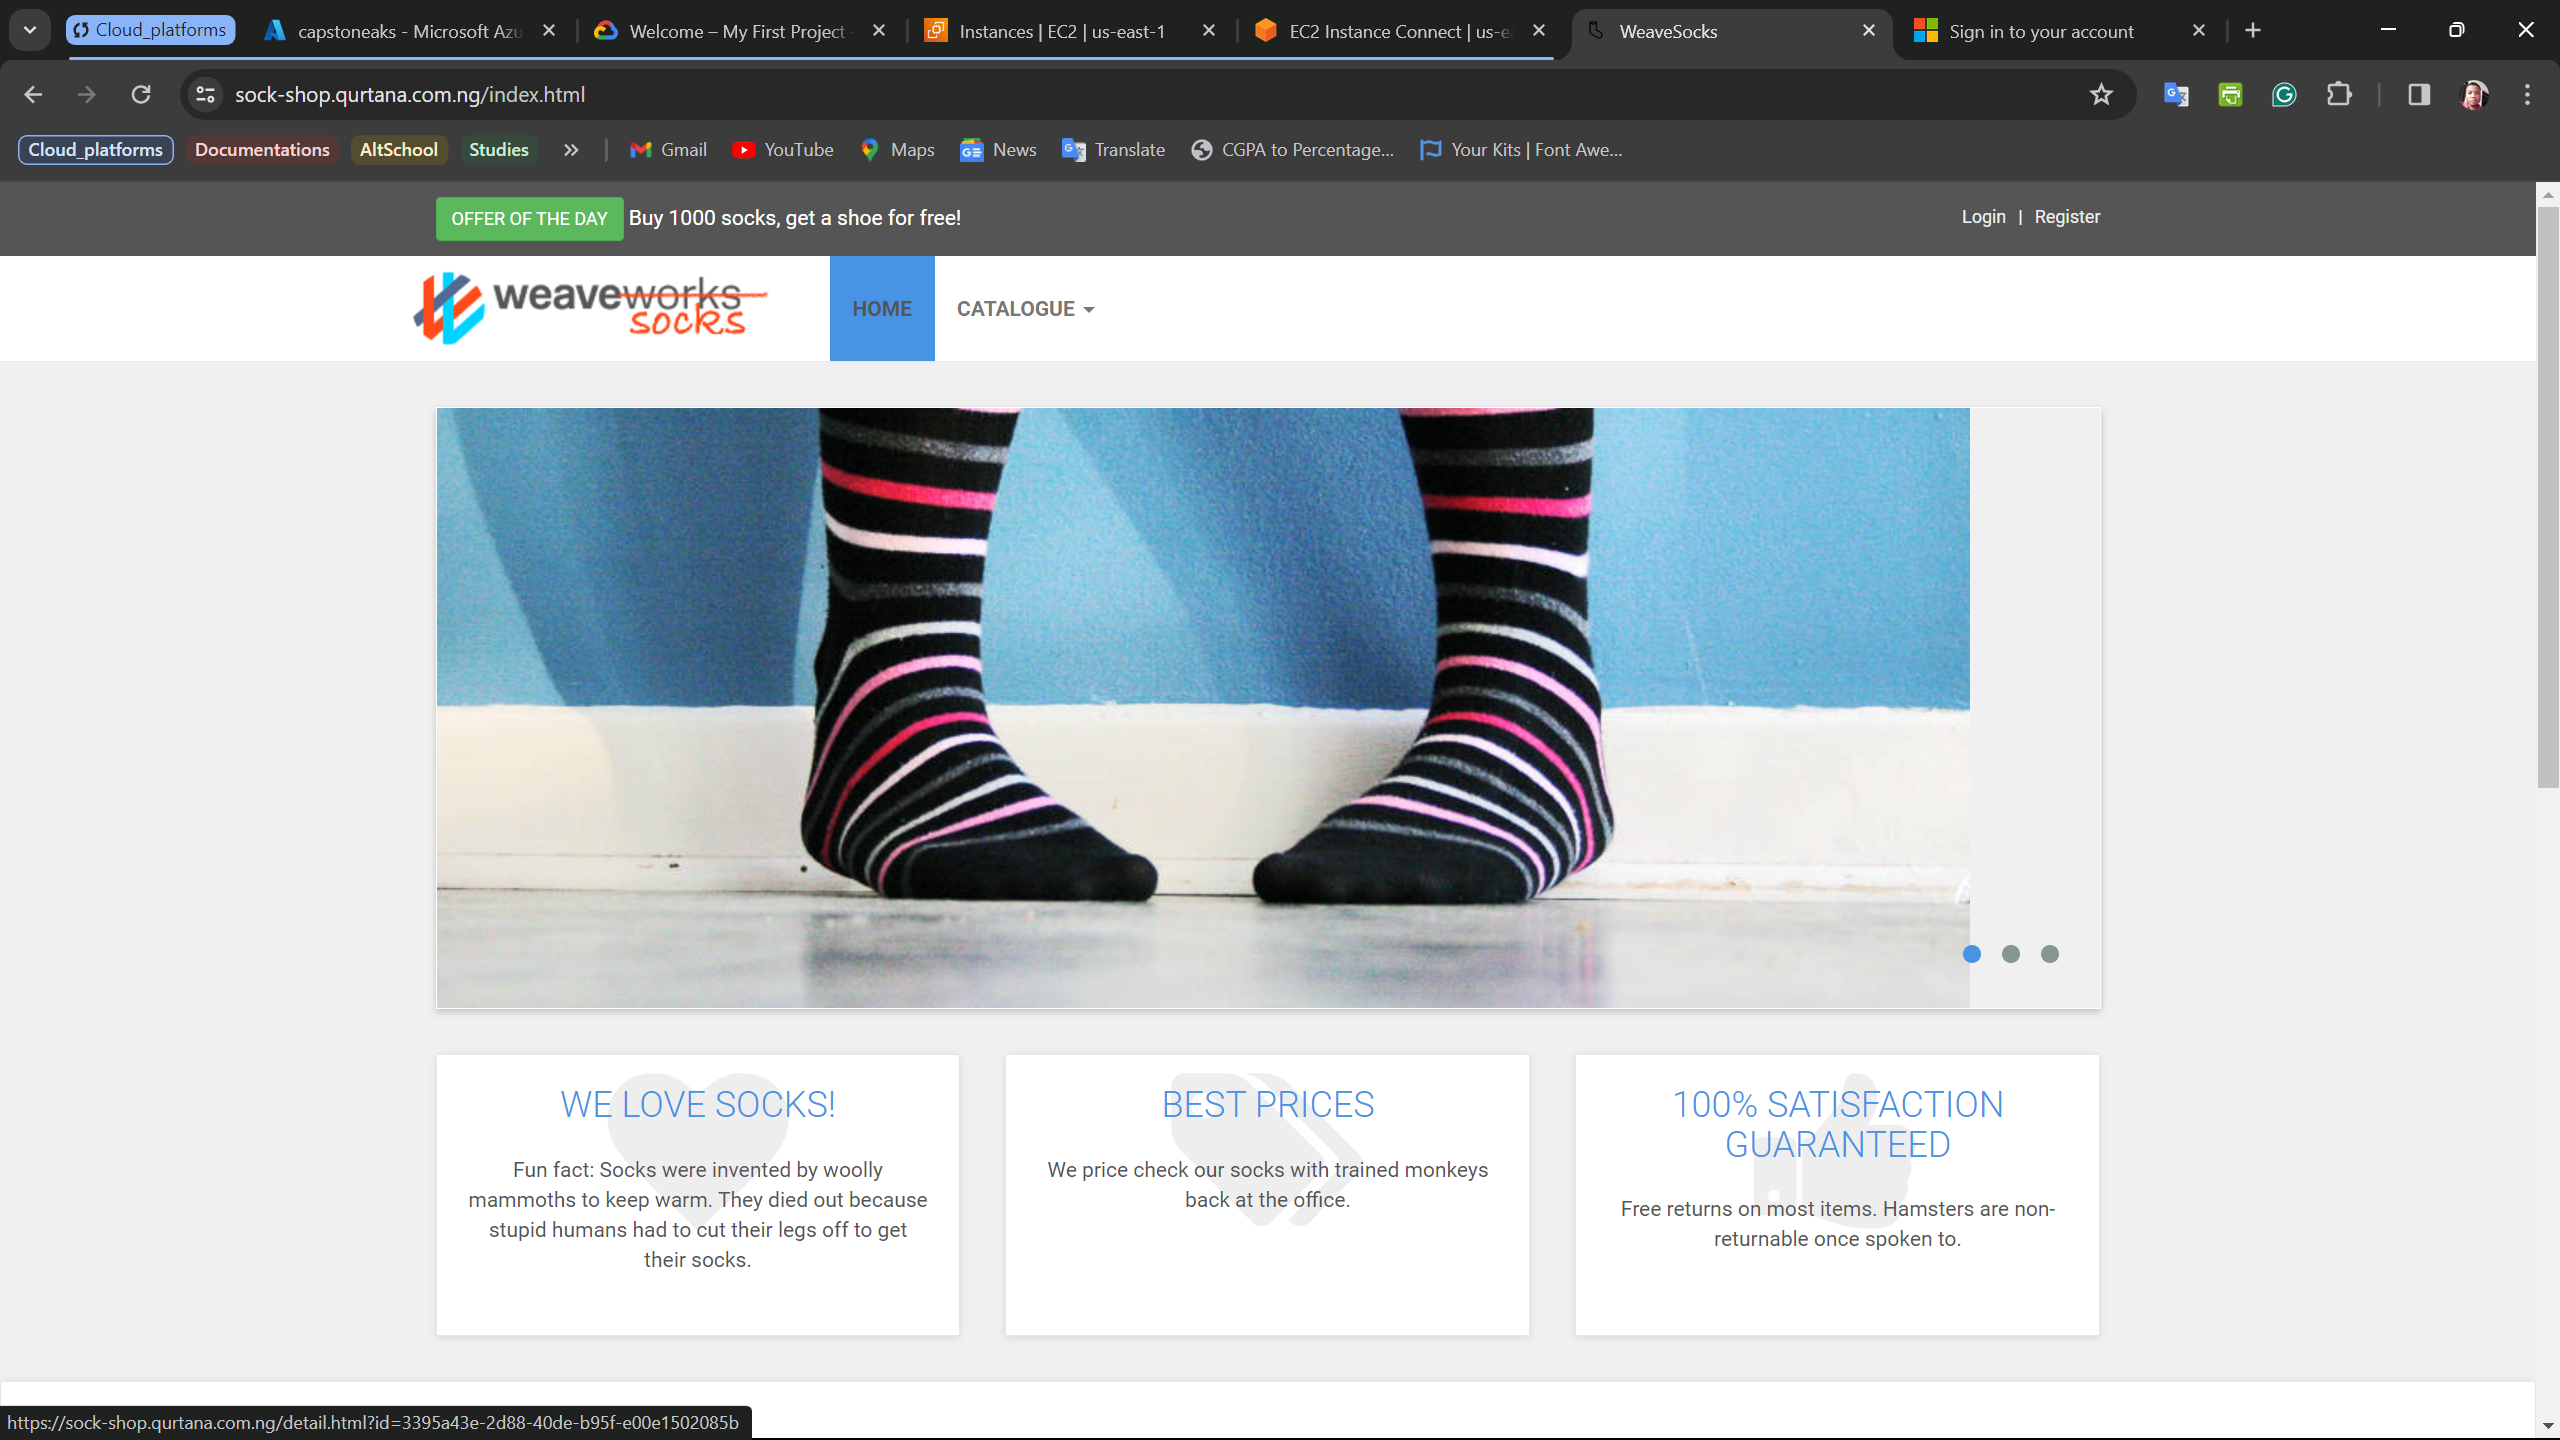 Cloud_platforms
capstoneaks - Microsoft Azu
Welcome – My First Project
Instances | EC2 | us-east-1
EC2 Instance Connect | us-ea
WeaveSocks
Sign in to your account
sock-shop.qurtana.com.ng/index.html
Cloud_platforms
Documentations
AltSchool
Studies
Gmail
YouTube
Maps
News
Translate
CGPA to Percentage...
Your Kits | Font Awe...
OFFER OF THE DAY Buy 1000 socks, get a shoe for free!
Login | Register
weaveworks
socks
HOME
CATALOGUE
WE LOVE SOCKS!
Fun fact: Socks were invented by woolly
mammoths to keep warm. They died out because
stupid humans had to cut their legs off to get
their socks.
BEST PRICES
We price check our socks with trained monkeys
back at the office.
100% SATISFACTION
GUARANTEED
Free returns on most items. Hamsters are non-
returnable once spoken to.
https://sock-shop.qurtana.com.ng/detail.html?id=3395a43e-2d88-40de-b95f-e00e1502085b